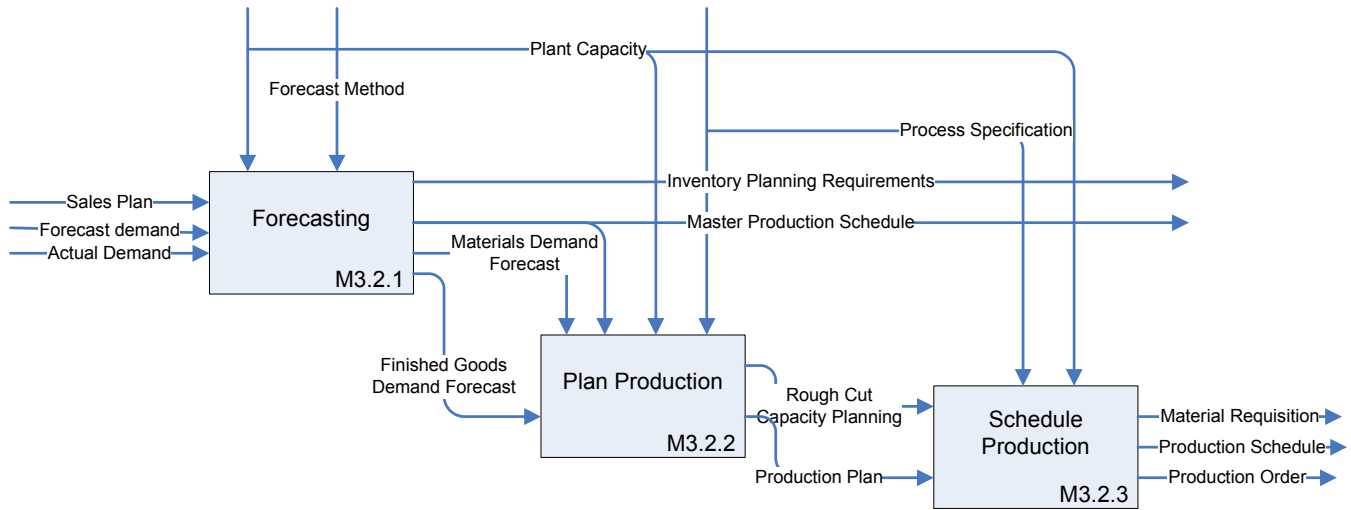 Plant Capacity
Forecast Method
Process Specification
Inventory Planning Requirements
Sales Plan
Forecasting
Master Production Schedule
Forecast demand
Actual Demand
Materials Demand
Forecast
M3.2.1
Finished Goods
Demand Forecast
Plan Production
Rough Cut
Capacity Planning
M3.2.2
Schedule
Production
Material Requisition
Production Schedule
Production Plan
Production Order
M3.2.3